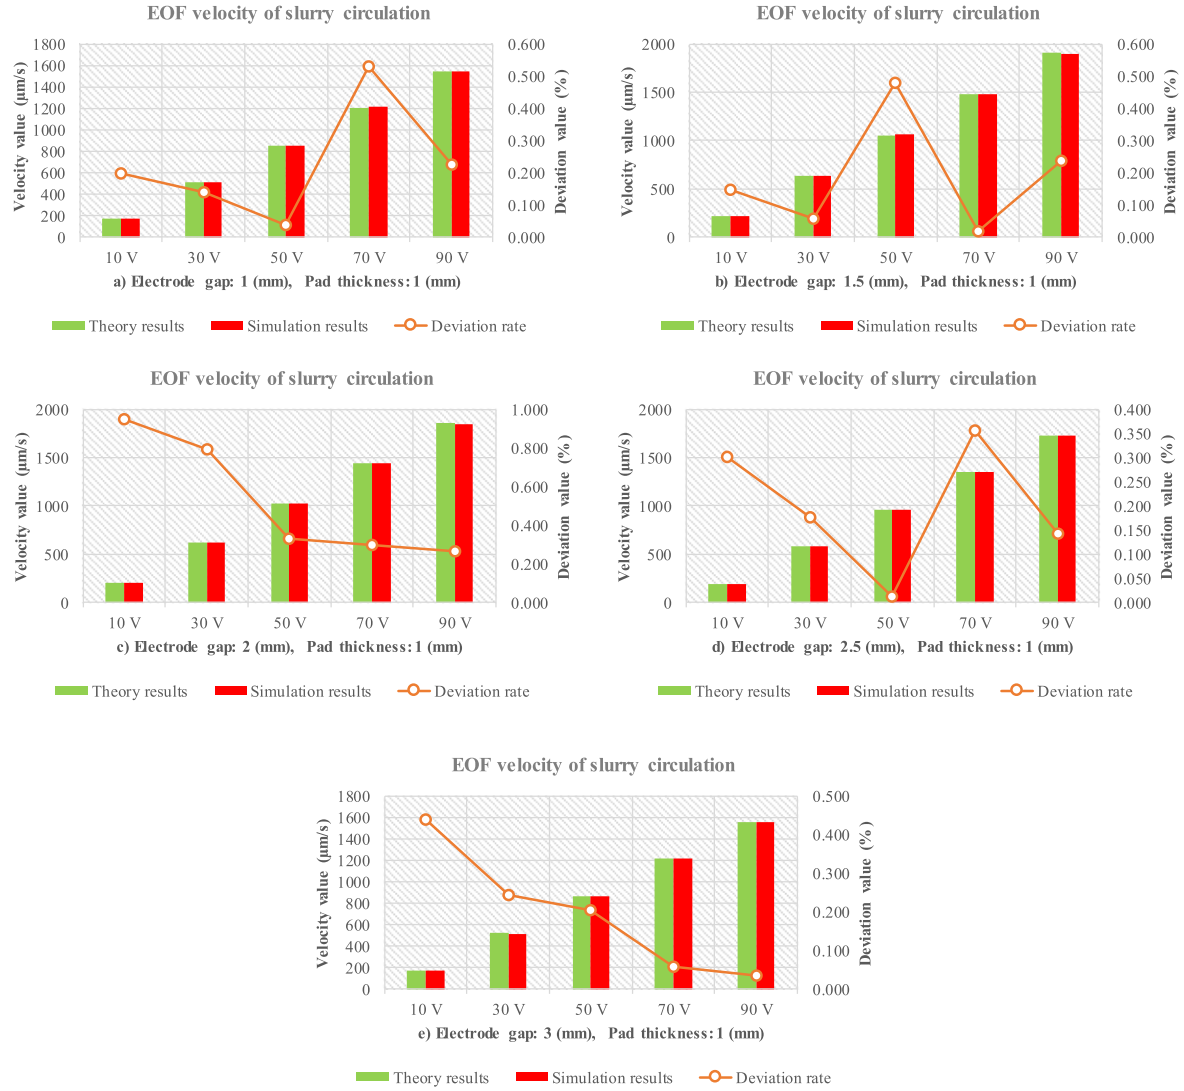 EOF velocity of slurry circulation
Velocity value (μm/s)
1800
1600
1400
1200
1000
800
600
400
200
0
0.600
0.500
0.400
0.300
0.200
0.100
0.000
Deviation value (%)
10 V 30 V 50 V 70 V 90 V
a) Electrode gap: 1 (mm), Pad thickness: 1 (mm)
Theory results Simulation results Deviation rate
EOF velocity of slurry circulation
Velocity value (μm/s)
2000
1500
1000
500
0
0.600
0.500
0.400
0.300
0.200
0.100
0.000
Deviation value (%)
10 V 30 V 50 V 70 V 90 V
b) Electrode gap: 1.5 (mm), Pad thickness: 1 (mm)
Theory results Simulation results Deviation rate
EOF velocity of slurry circulation
Velocity value (μm/s)
2000
1500
1000
500
0
1.000
0.800
0.600
0.400
0.200
0.000
Deviation value (%)
10 V 30 V 50 V 70 V 90 V
c) Electrode gap: 2 (mm), Pad thickness: 1 (mm)
Theory results Simulation results Deviation rate
EOF velocity of slurry circulation
Velocity value (μm/s)
2000
1500
1000
500
0
0.400
0.350
0.300
0.250
0.200
0.150
0.100
0.050
0.000
Deviation value (%)
10 V 30 V 50 V 70 V 90 V
d) Electrode gap: 2.5 (mm), Pad thickness: 1 (mm)
Theory results Simulation results Deviation rate
EOF velocity of slurry circulation
Velocity value (μm/s)
1800
1600
1400
1200
1000
800
600
400
200
0
0.500
0.400
0.300
0.200
0.100
0.000
Deviation value (%)
10 V 30 V 50 V 70 V 90 V
e) Electrode gap: 3 (mm), Pad thickness: 1 (mm)
Theory results Simulation results Deviation rate